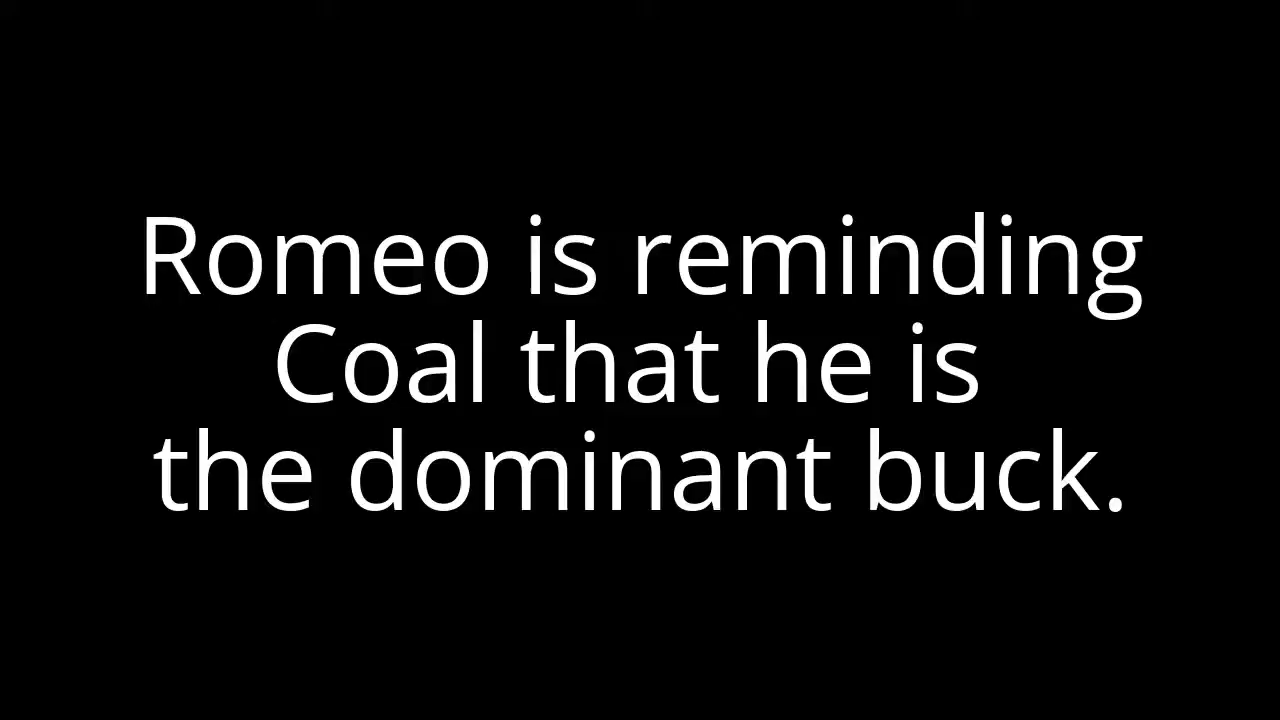 Romeo is reminding
Coal that he is
the dominant buck.